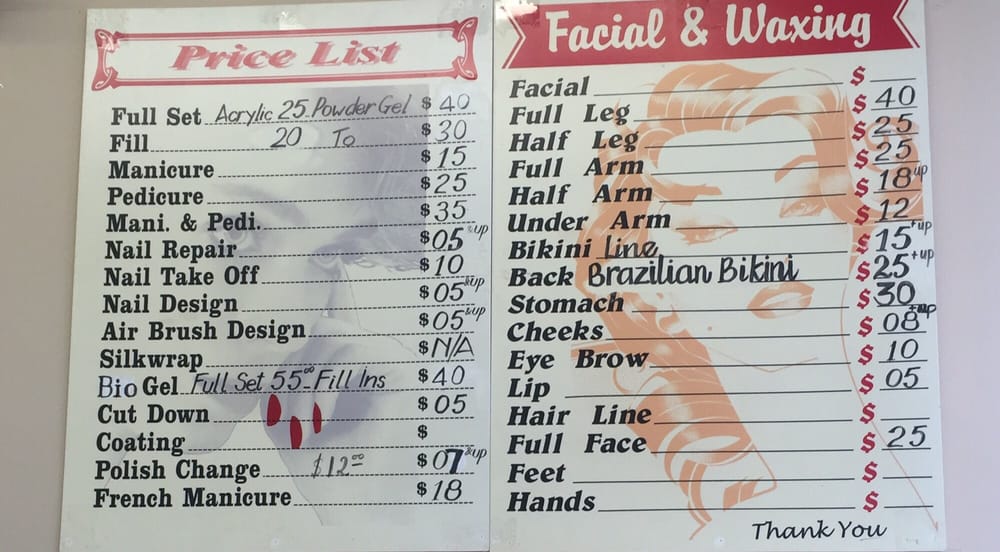 Price List
Full Set Acrylic 25 Powder Gel $ 40
Fill 20 To $ 30
Manicure $ 15
Pedicure $ 25
Mani. & Pedi. $ 35
Nail Repair $ 05 &up
Nail Take Off $ 10
Nail Design $ 05 &up
Air Brush Design $ 05 &up
Silkwrap $ N/A
Bio Gel Full Set 55.00 Fill Ins $ 40
Cut Down $ 05
Coating $
Polish Change $12.00 $ 07 &up
French Manicure $ 18
Facial & Waxing
Facial $
Full Leg $ 40
Half Leg $ 25
Full Arm $ 25
Half Arm $ 18 up
Under Arm $ 12
Bikini Line $ 15 +up
Back Brazilian Bikini $ 25 +up
Stomach $ 30
Cheeks $ 08 +up
Eye Brow $ 10
Lip $ 05
Hair Line $
Full Face $ 25
Feet $
Hands $
Thank You